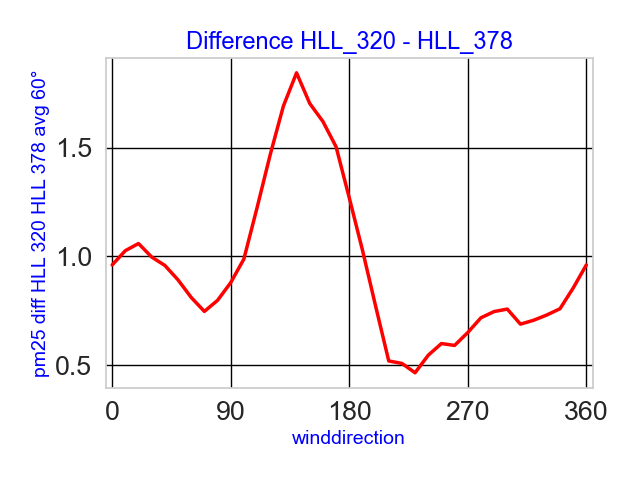 Difference HLL_320 - HLL_378
pm25 diff HLL 320 HLL 378 avg 60°
1.5
1.0
0.5
0 90 180 270 360
winddirection